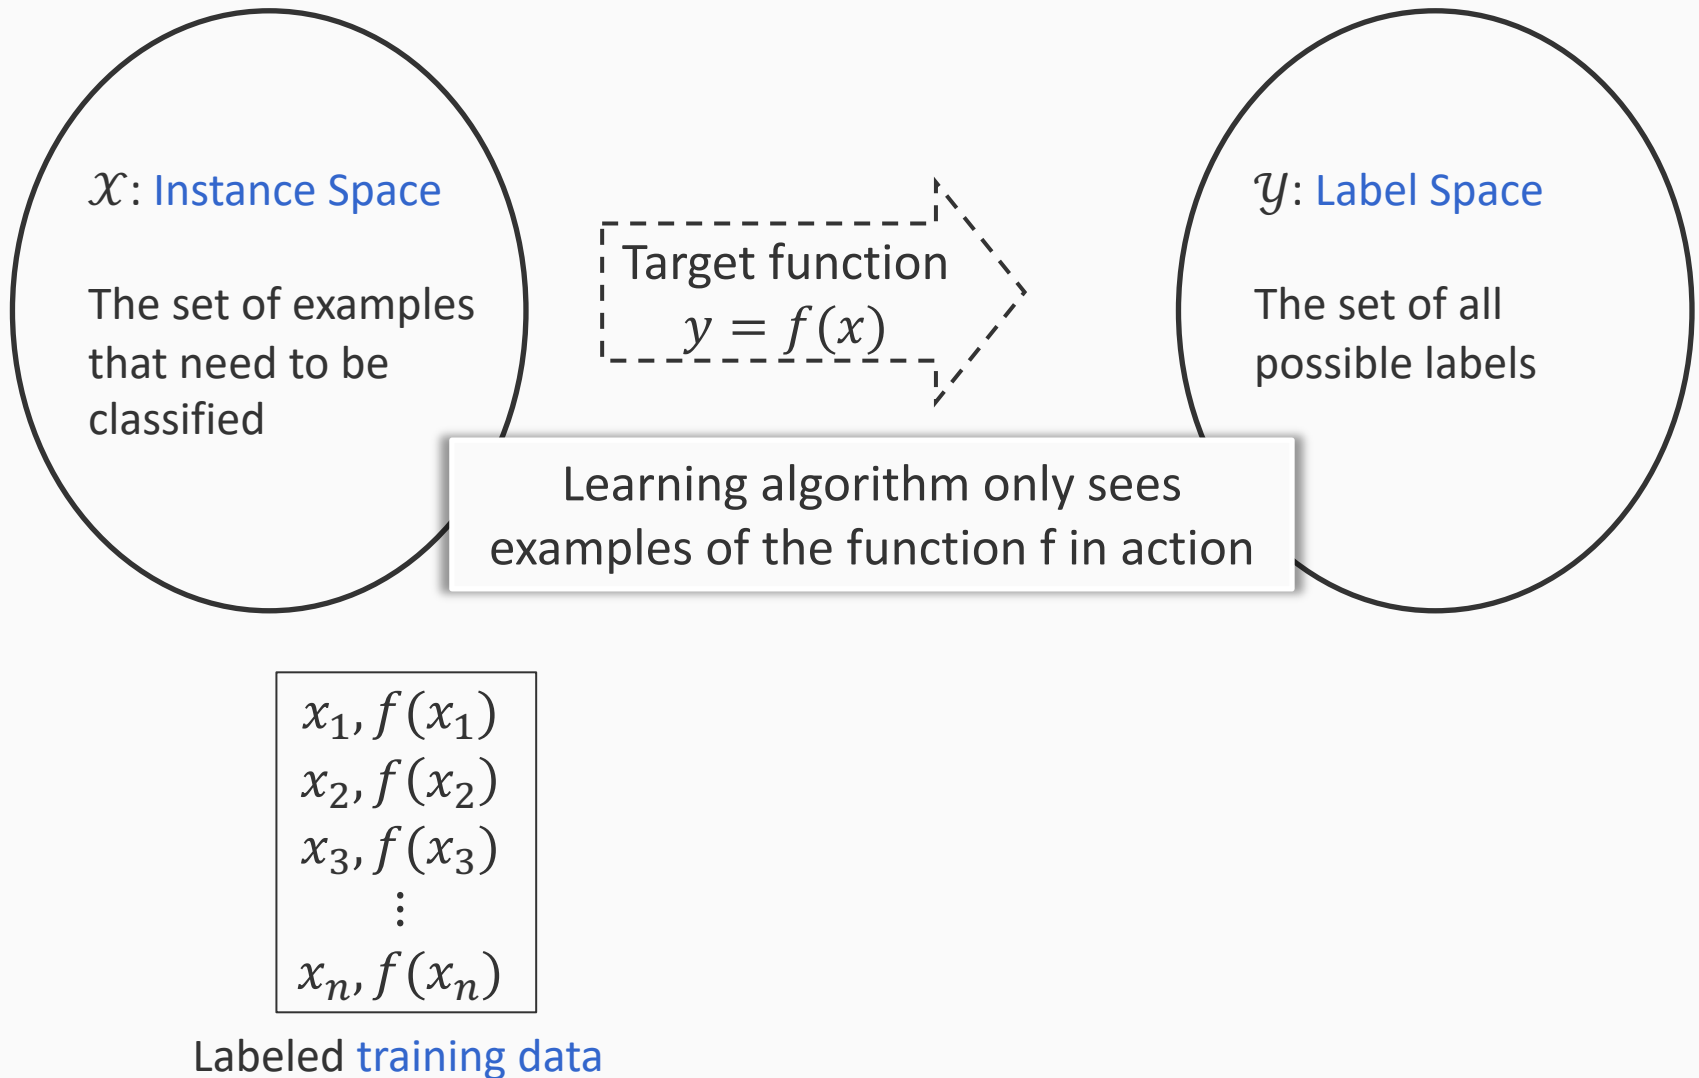 𝒳: Instance Space
The set of examples
that need to be
classified
Target function
y = f(x)
𝒴: Label Space
The set of all
possible labels
Learning algorithm only sees
examples of the function f in action
x₁, f(x₁)
x₂, f(x₂)
x₃, f(x₃)
⋮
xₙ, f(xₙ)
Labeled training data